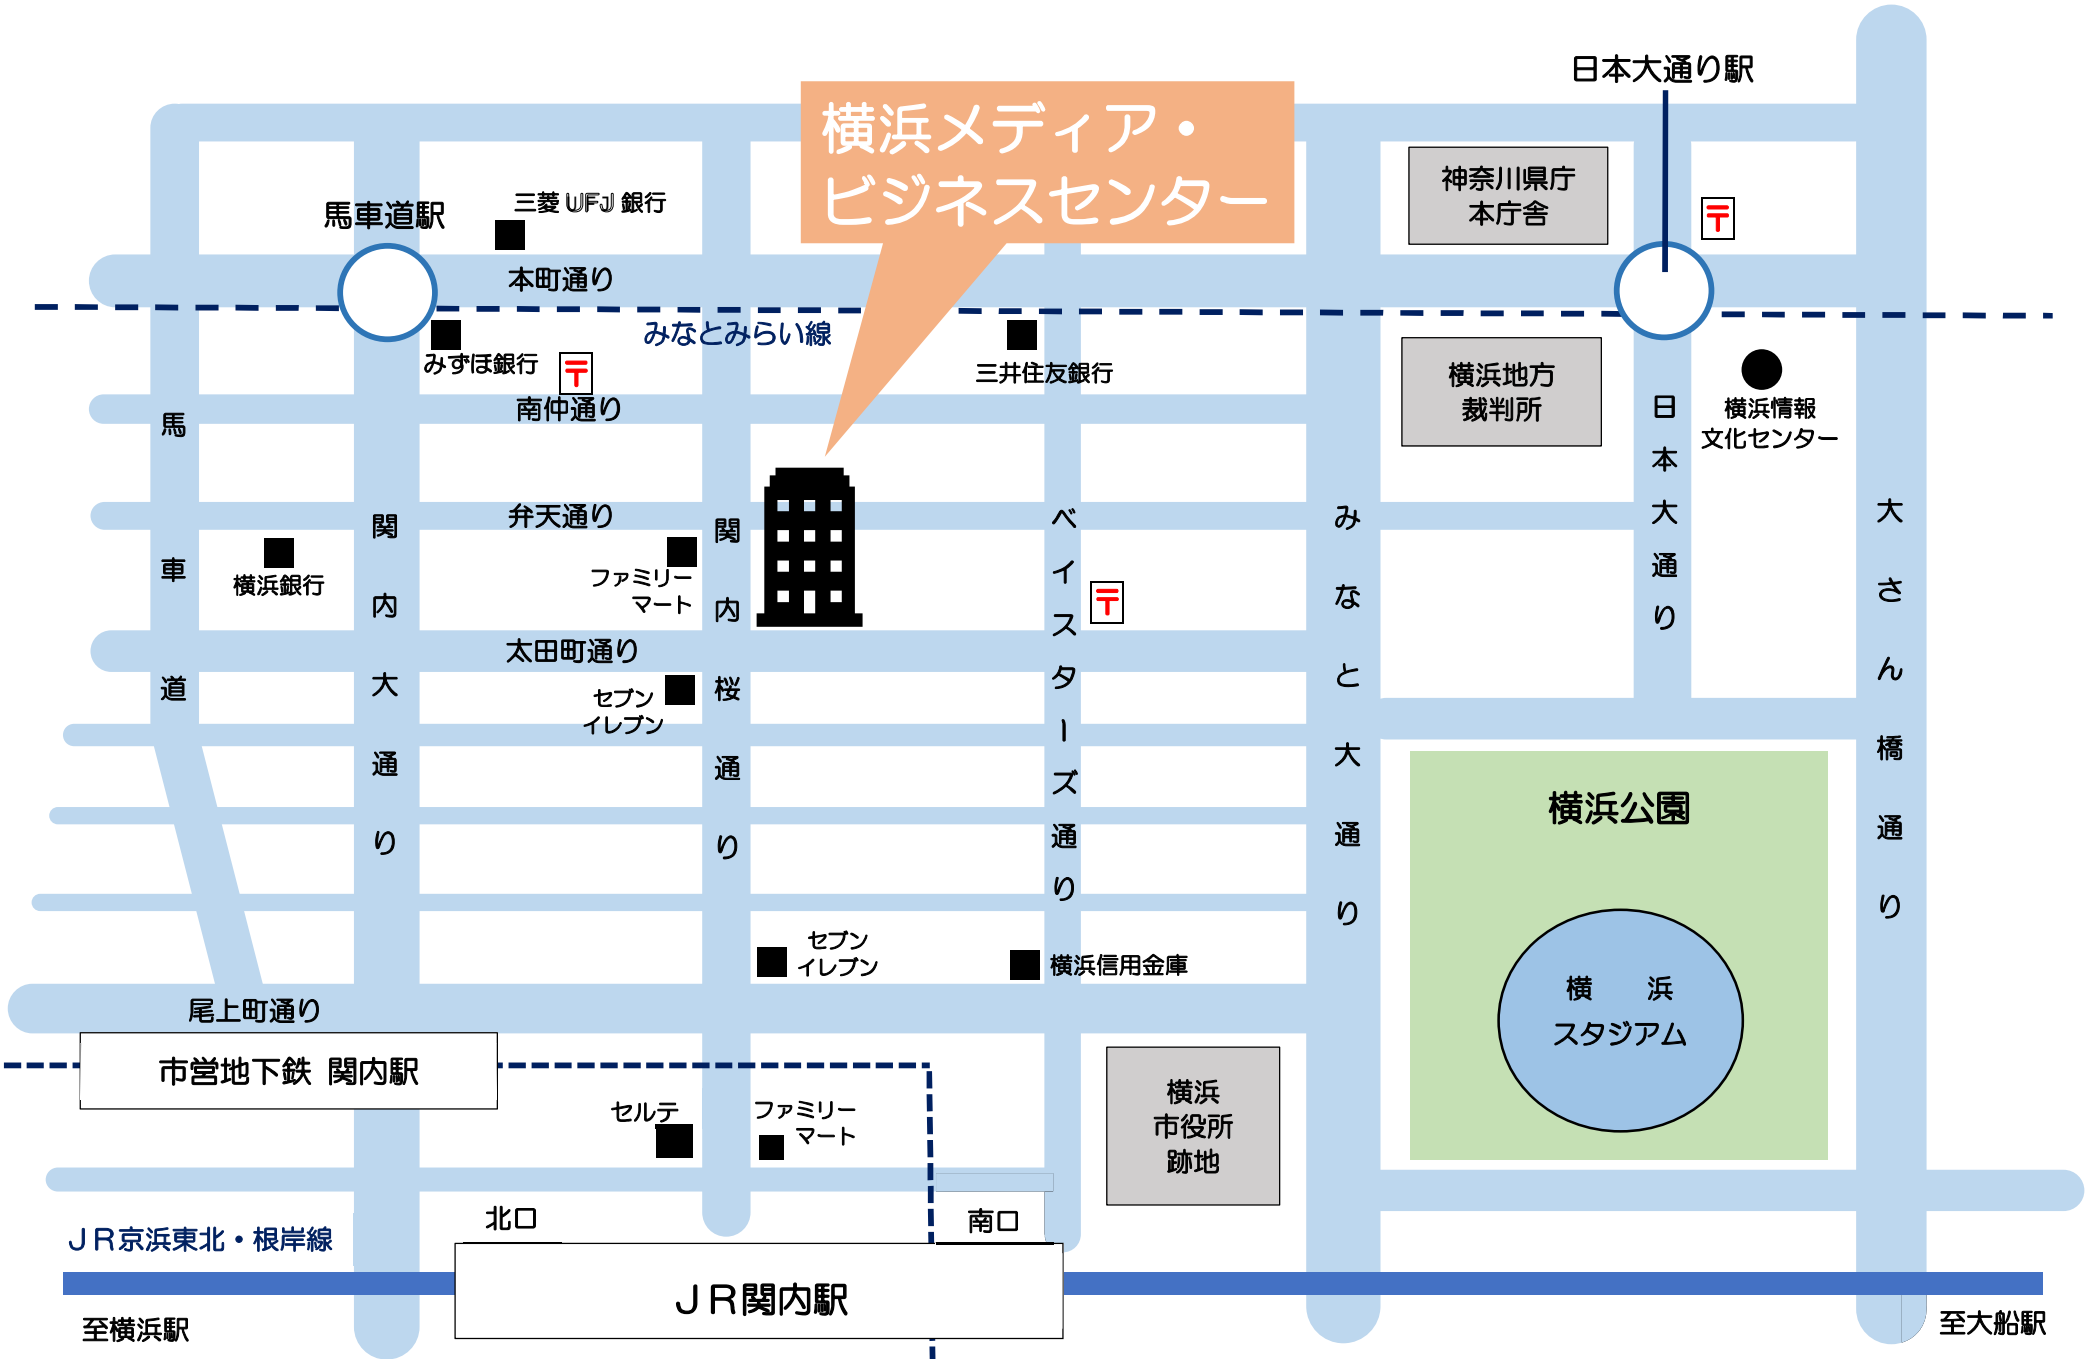 日本大通り駅
横浜メディア・
ビジネスセンター
神奈川県庁
本庁舎
〒
馬車道駅
三菱UFJ銀行
本町通り
みなとみらい線
みずほ銀行
〒
三井住友銀行
横浜地方
裁判所
横浜情報
文化センター
南仲通り
馬車道
関内大通り
弁天通り
関内桜通り
ベイスターズ通り
みなと大通り
日本大通り
大さん橋通り
横浜銀行
ファミリー
マート
〒
太田町通り
セブン
イレブン
横浜公園
セブン
イレブン
横浜信用金庫
横　浜
スタジアム
尾上町通り
市営地下鉄 関内駅
横浜
市役所
跡地
セルテ
ファミリー
マート
北口
南口
ＪＲ京浜東北・根岸線
ＪＲ関内駅
至横浜駅
至大船駅